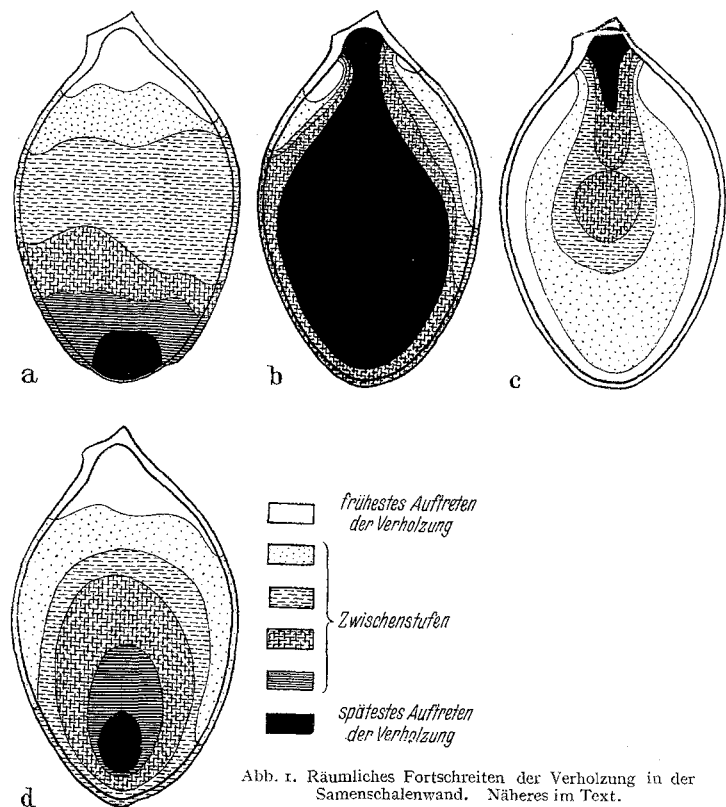 a
b
c
d
frühestes Auftreten
der Verholzung
Zwischenstufen
spätestes Auftreten
der Verholzung
Abb. 1. Räumliches Fortschreiten der Verholzung in der
Samenschalenwand. Näheres im Text.